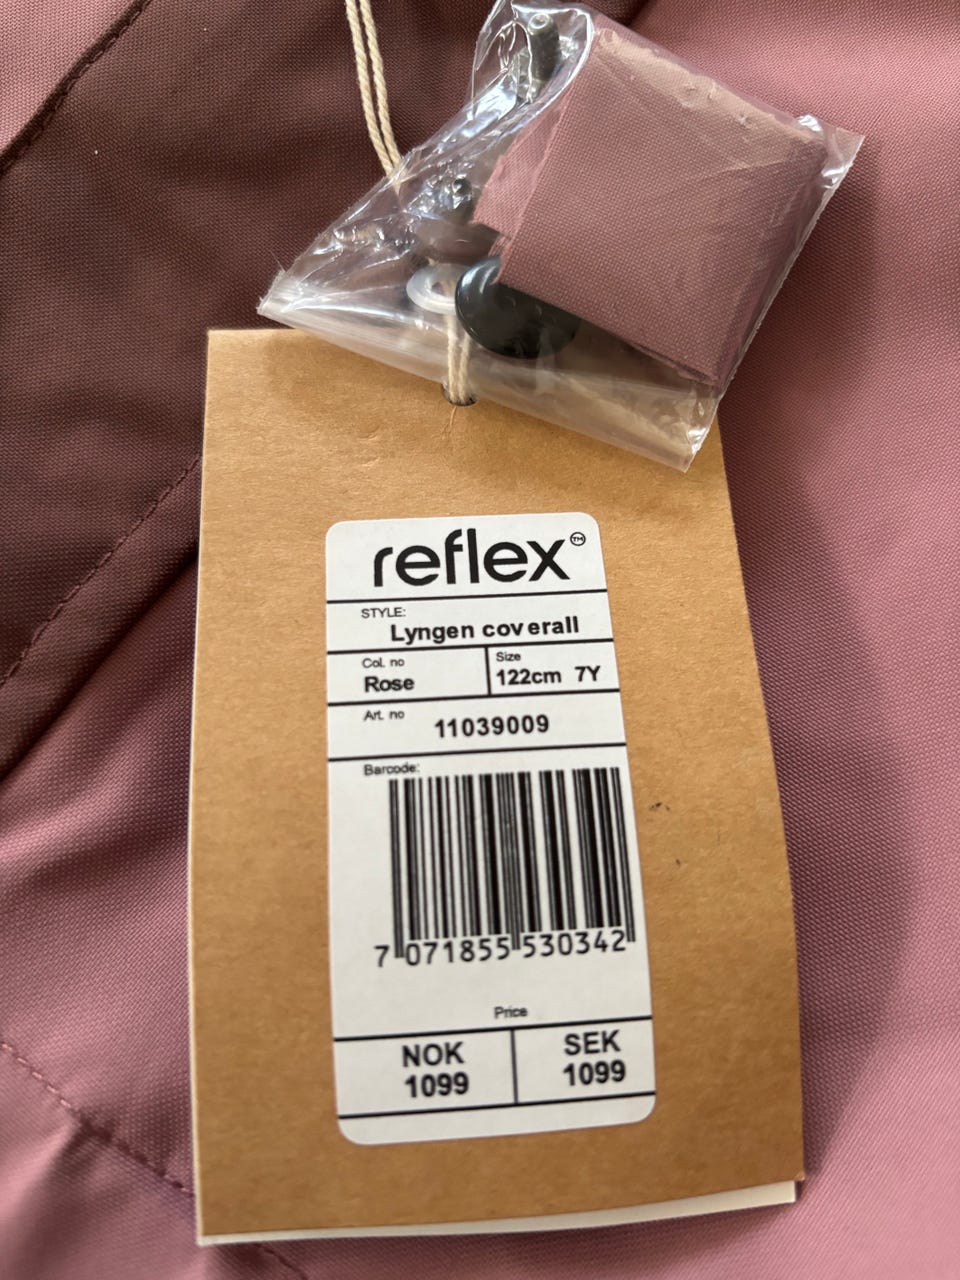 reflex™
STYLE:
Lyngen coverall
Col. no
Rose
Size
122cm 7Y
Art. no
11039009
Barcode:
7 071855 530342
Price
NOK
1099
SEK
1099